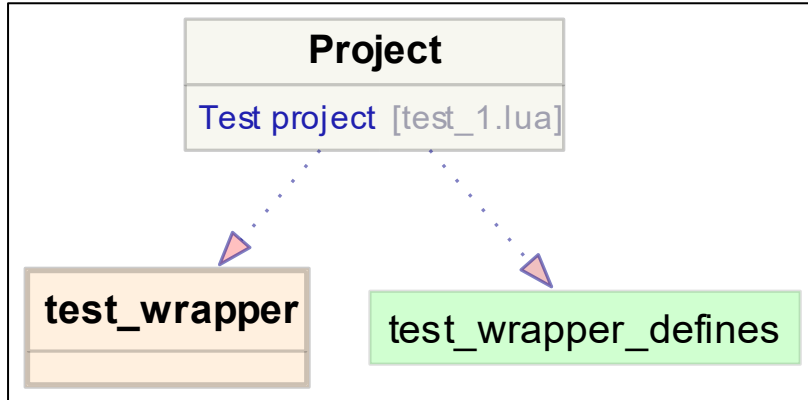 Project
Test project [test_1.lua]
test_wrapper
test_wrapper_defines